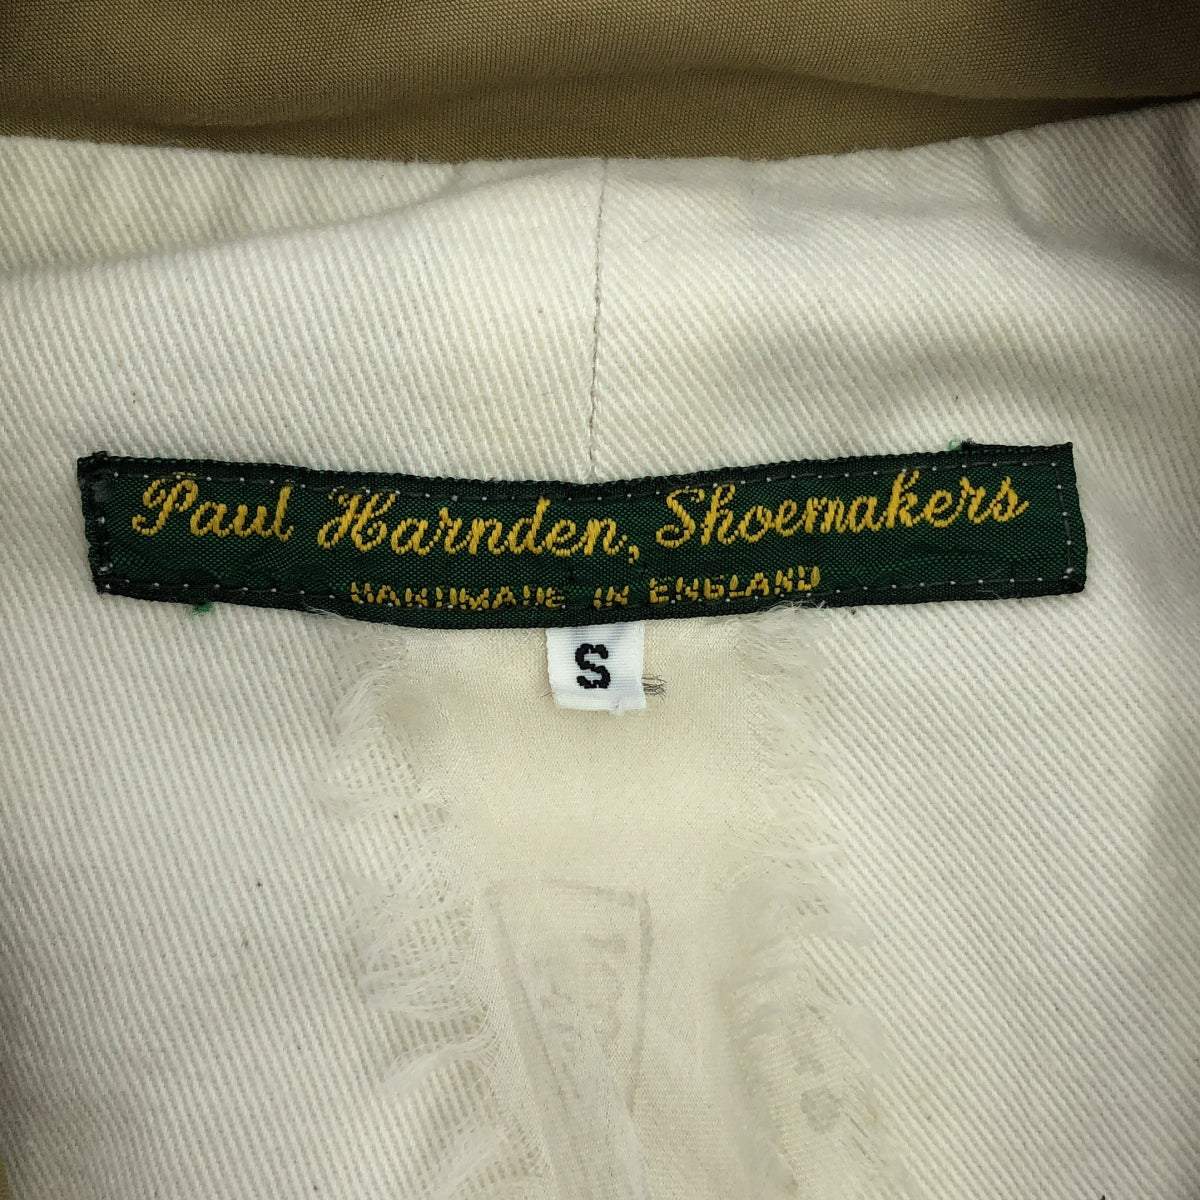 Paul Harnden, Shoemakers
HANDMADE IN ENGLAND
S